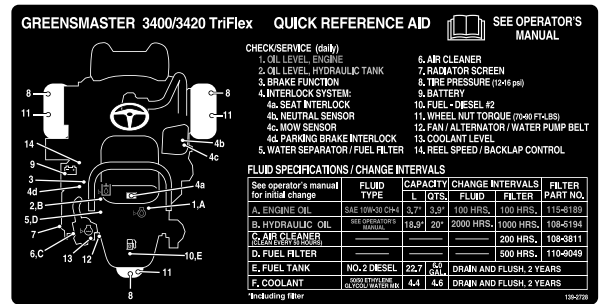 GREENSMASTER 3400/3420 TriFlex QUICK REFERENCE AID SEE OPERATOR'S MANUAL
CHECK/SERVICE (daily)
1. OIL LEVEL, ENGINE
2. OIL LEVEL, HYDRAULIC TANK
3. BRAKE FUNCTION
4. INTERLOCK SYSTEM:
4a. SEAT INTERLOCK
4b. NEUTRAL SENSOR
4c. MOW SENSOR
4d. PARKING BRAKE INTERLOCK
5. WATER SEPARATOR / FUEL FILTER
6. AIR CLEANER
7. RADIATOR SCREEN
8. TIRE PRESSURE (12-16 psi)
9. BATTERY
10. FUEL - DIESEL #2
11. WHEEL NUT TORQUE (70-90 FT-LBS)
12. FAN / ALTERNATOR / WATER PUMP BELT
13. COOLANT LEVEL
14. REEL SPEED / BACKLAP CONTROL
8
11
8
11
14
9
3
4d
2,B
5,D
7
6,C
13
12
4b
4c
4a
1,A
10,E
11
8
FLUID SPECIFICATIONS / CHANGE INTERVALS
See operator's manual for initial change FLUID TYPE CAPACITY L QTS. CHANGE INTERVALS FLUID FILTER FILTER PART NO.
A. ENGINE OIL SAE 10W-30 CH-4 3,7* 3,9* 100 HRS. 100 HRS. 115-8189
B. HYDRAULIC OIL SEE OPERATOR'S MANUAL 18.9* 20* 2000 HRS. 1000 HRS. 108-5194
C. AIR CLEANER (CLEAN EVERY 50 HOURS) 200 HRS. 108-3811
D. FUEL FILTER 500 HRS. 110-9049
E. FUEL TANK NO. 2 DIESEL 22.7 6.0 GAL. DRAIN AND FLUSH, 2 YEARS
F. COOLANT 50/50 ETHYLENE GLYCOL/ WATER MIX 4.4 4.6 DRAIN AND FLUSH, 2 YEARS
*Including filter 139-2728